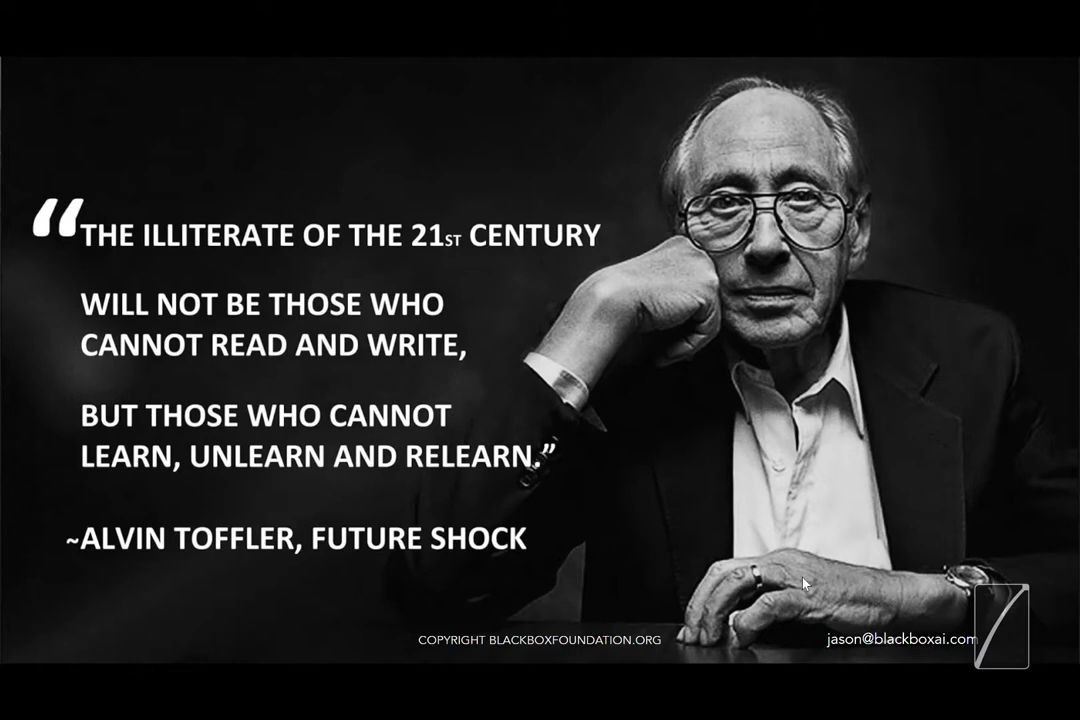 “THE ILLITERATE OF THE 21ST CENTURY
WILL NOT BE THOSE WHO
CANNOT READ AND WRITE,
BUT THOSE WHO CANNOT
LEARN, UNLEARN AND RELEARN.”
~ALVIN TOFFLER, FUTURE SHOCK
COPYRIGHT BLACKBOXFOUNDATION.ORG
jason@blackboxai.com